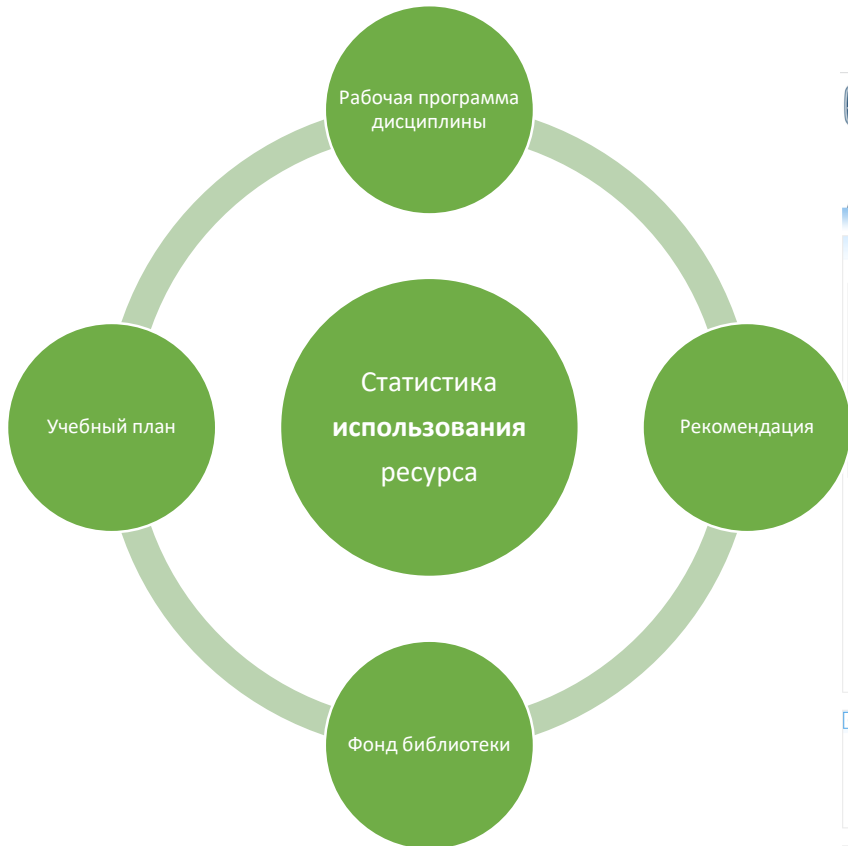 Рабочая программа
дисциплины
Статистика
использования
ресурса
Учебный план
Рекомендация
Фонд библиотеки